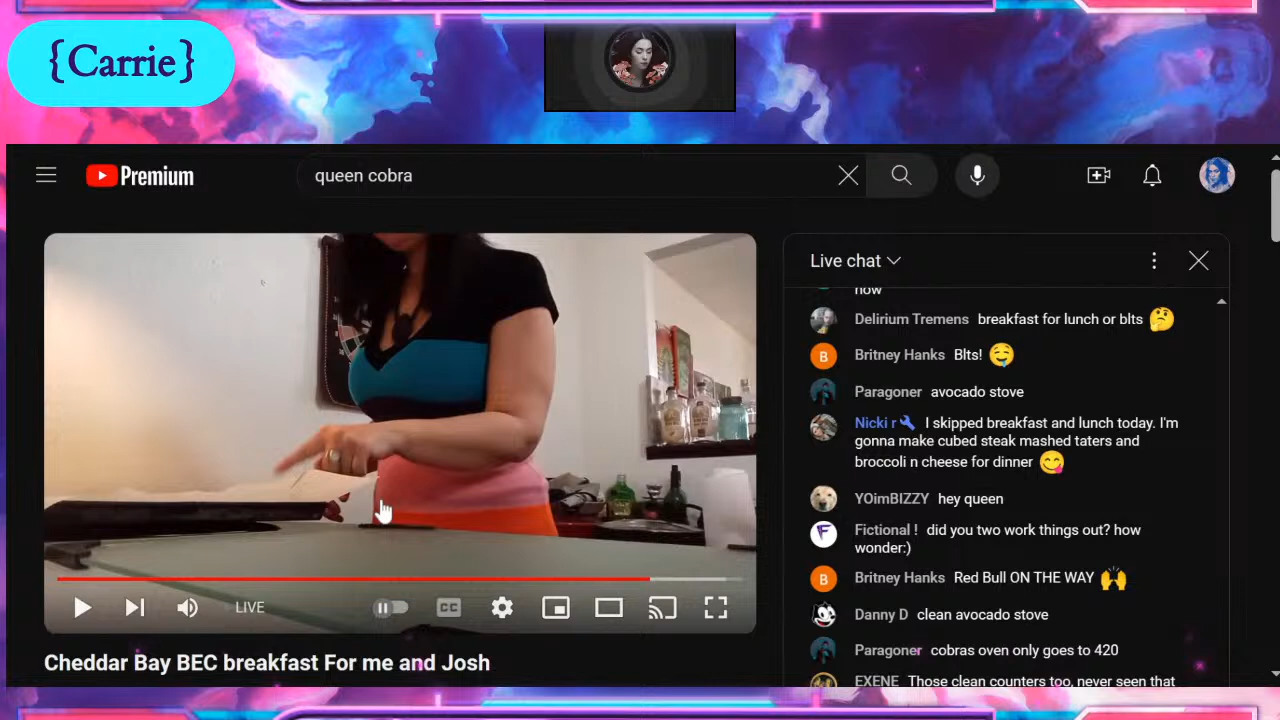 {Carrie}
Premium
queen cobra
Live chat
now
Delirium Tremens breakfast for lunch or blts
Britney Hanks Blts!
Paragoner avocado stove
Nicki r I skipped breakfast and lunch today. I'm
gonna make cubed steak mashed taters and
broccoli n cheese for dinner
YOimBIZZY hey queen
Fictional ! did you two work things out? how
wonder:)
B Britney Hanks Red Bull ON THE WAY
Danny D clean avocado stove
Paragoner cobras oven only goes to 420
EXENE Those clean counters too, never seen that
LIVE
CC
Cheddar Bay BEC breakfast For me and Josh